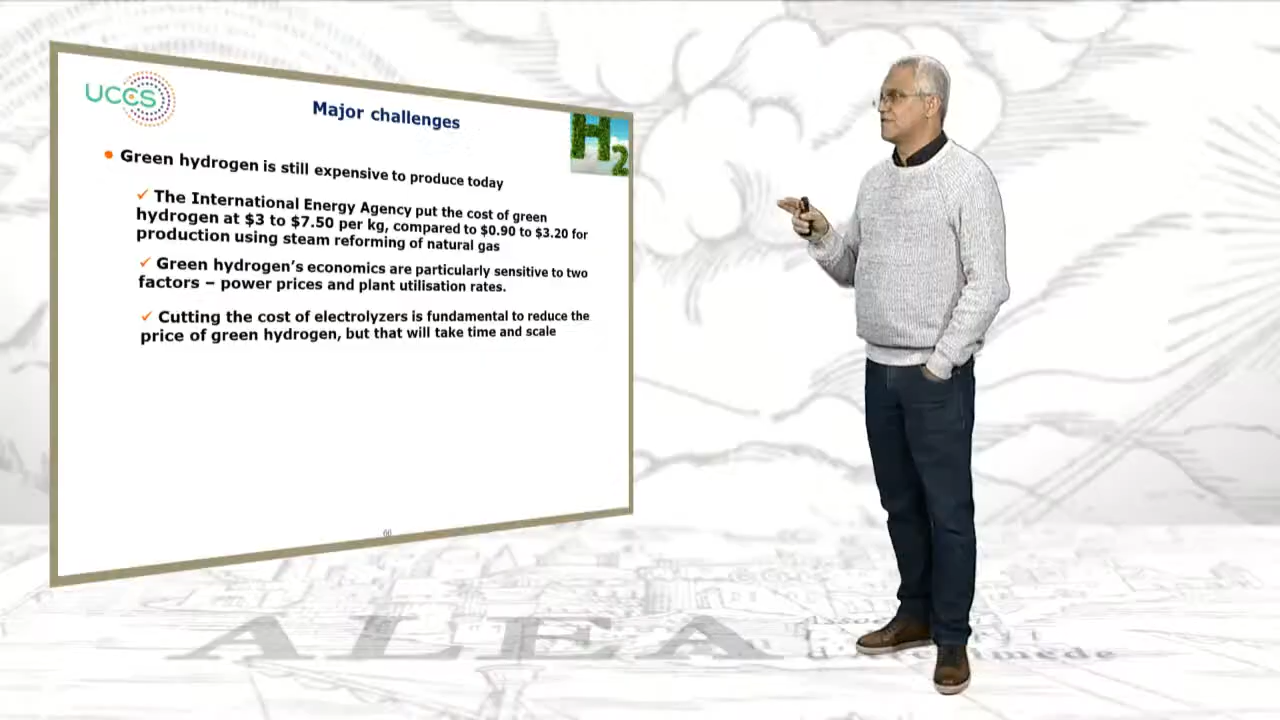 UCCS
Major challenges
H2
Green hydrogen is still expensive to produce today
✓ The International Energy Agency put the cost of green
hydrogen at $3 to $7.50 per kg, compared to $0.90 to $3.20 for
production using steam reforming of natural gas
✓ Green hydrogen’s economics are particularly sensitive to two
factors – power prices and plant utilisation rates.
✓ Cutting the cost of electrolyzers is fundamental to reduce the
price of green hydrogen, but that will take time and scale
ALEA